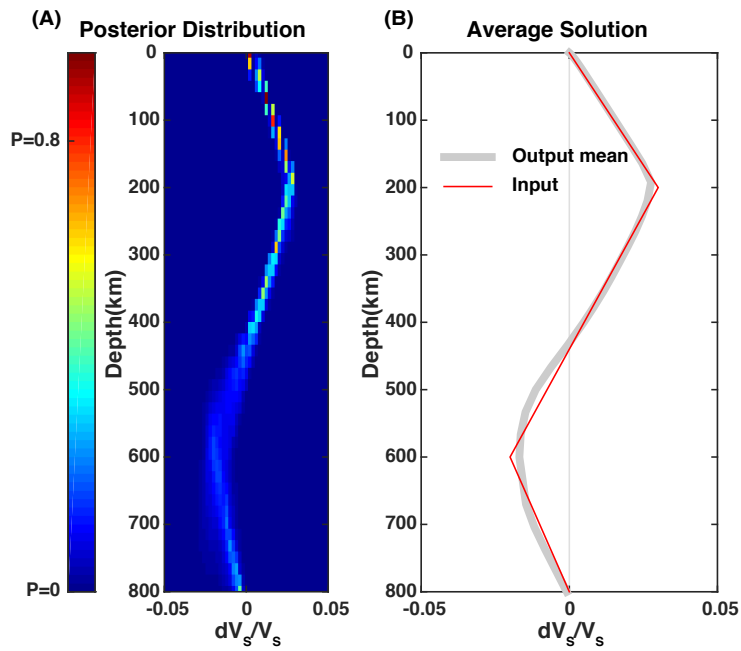 (A)
Posterior Distribution
P=0.8
P=0
Depth(km)
0
100
200
300
400
500
600
700
800
-0.05
0
0.05
dVs/Vs
(B)
Average Solution
Output mean
Input
Depth(km)
0
100
200
300
400
500
600
700
800
-0.05
0
0.05
dVs/Vs